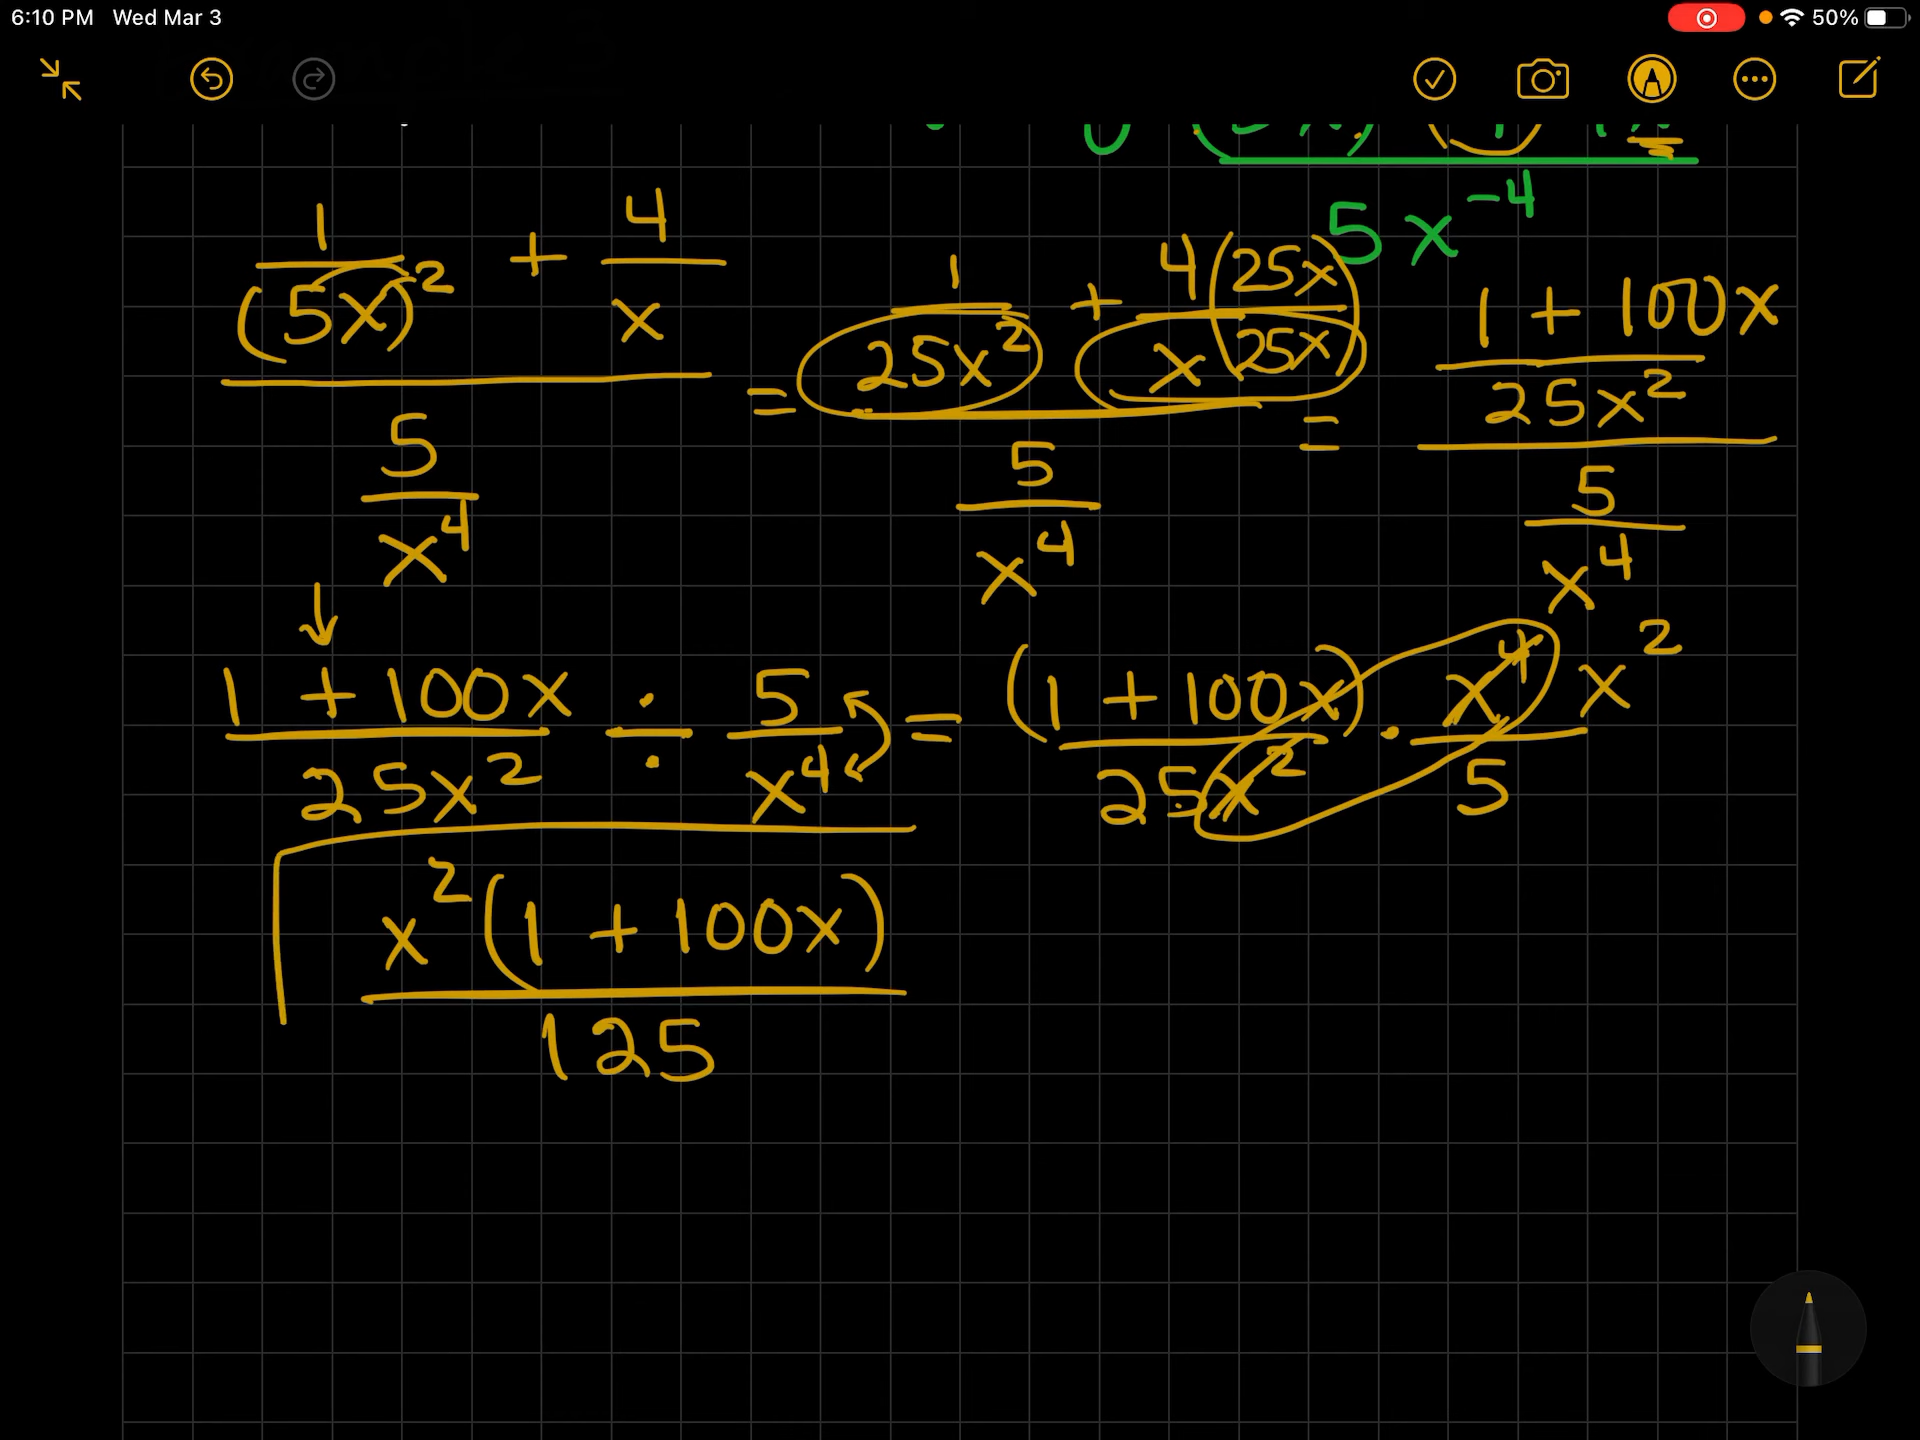 6:10 PM Wed Mar 3 50%
5x^-4
1/(5x)^2 + 4/x
5/x^4
= 1/25x^2 + 4(25x)/x(25x)
5/x^4
= 1 + 100x/25x^2
5/x^4
1 + 100x/25x^2 ÷ 5/x^4 = (1 + 100x)/25x^2 · x^4/5 x^2
x^2(1 + 100x)
125